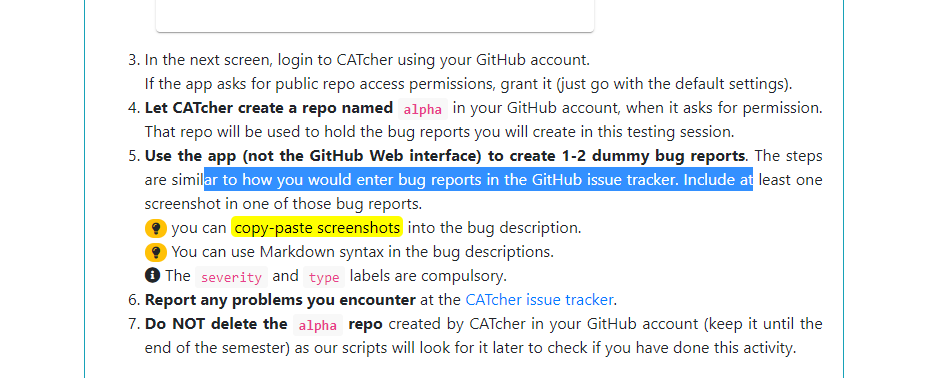 3. In the next screen, login to CATcher using your GitHub account.
If the app asks for public repo access permissions, grant it (just go with the default settings).
4. Let CATcher create a repo named alpha in your GitHub account, when it asks for permission.
That repo will be used to hold the bug reports you will create in this testing session.
5. Use the app (not the GitHub Web interface) to create 1-2 dummy bug reports. The steps
are similar to how you would enter bug reports in the GitHub issue tracker. Include at least one
screenshot in one of those bug reports.
you can copy-paste screenshots into the bug description.
You can use Markdown syntax in the bug descriptions.
The severity and type labels are compulsory.
6. Report any problems you encounter at the CATcher issue tracker.
7. Do NOT delete the alpha repo created by CATcher in your GitHub account (keep it until the
end of the semester) as our scripts will look for it later to check if you have done this activity.